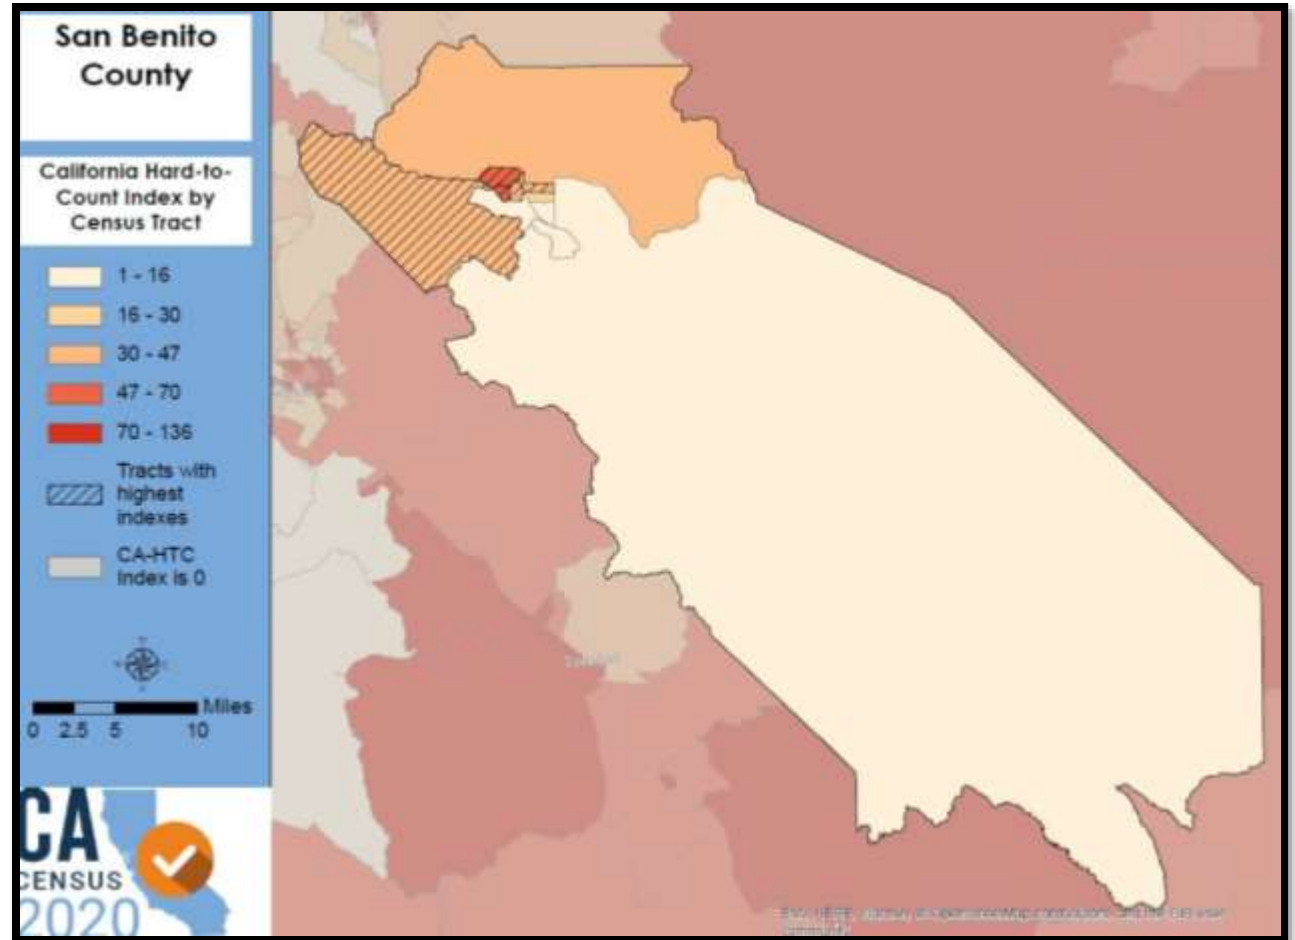 San Benito
County
California Hard-to-
Count Index by
Census Tract
1 - 16
16 - 30
30 - 47
47 - 70
70 - 136
Tracts with
highest
indexes
CA-HTC
Index is 0
Miles
0 2.5 5 10
CA
CENSUS
2020